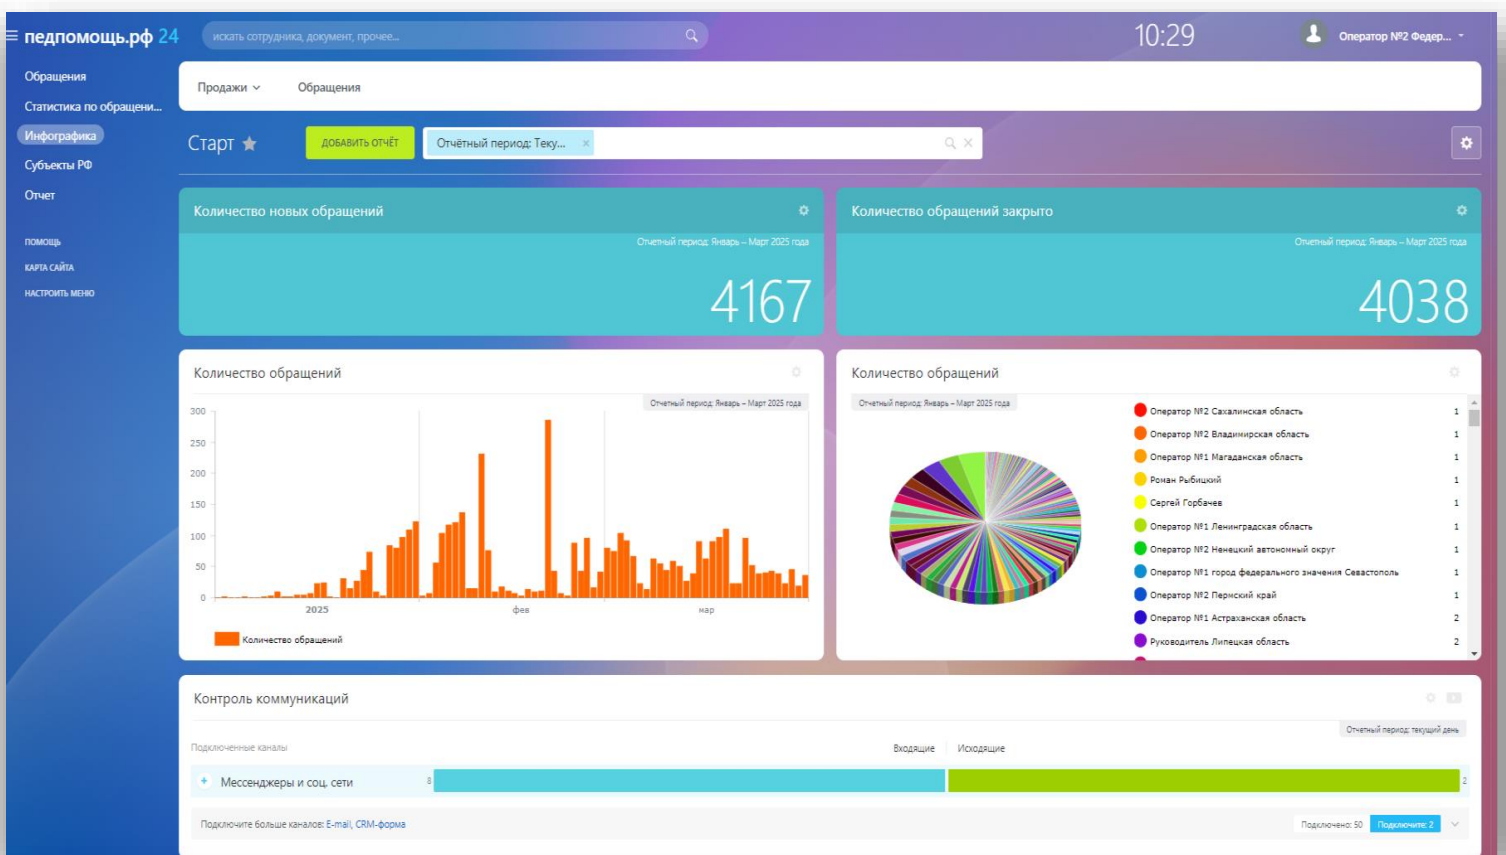 педпомощь.рф 24
искать сотрудника, документ, прочее...
10:29
Оператор №2 Федер...
Обращения
Статистика по обращени...
Инфографика
Субъекты РФ
Отчет
ПОМОЩЬ
КАРТА САЙТА
НАСТРОИТЬ МЕНЮ
Продажи
Обращения
Старт
ДОБАВИТЬ ОТЧЁТ
Отчётный период: Теку... ×
Количество новых обращений
Отчетный период: Январь – Март 2025 года
4167
Количество обращений закрыто
Отчетный период: Январь – Март 2025 года
4038
Количество обращений
Отчетный период: Январь – Март 2025 года
300
250
200
150
100
50
0
2025 фев мар
Количество обращений
Количество обращений
Отчетный период: Январь – Март 2025 года
Оператор №2 Сахалинская область 1
Оператор №2 Владимирская область 1
Оператор №1 Магаданская область 1
Роман Рыбицкий 1
Сергей Горбачев 1
Оператор №1 Ленинградская область 1
Оператор №2 Ненецкий автономный округ 1
Оператор №1 город федерального значения Севастополь 1
Оператор №2 Пермский край 1
Оператор №1 Астраханская область 2
Руководитель Липецкая область 2
Контроль коммуникаций
Отчетный период: текущий день
Подключенные каналы Входящие Исходящие
+ Мессенджеры и соц. сети 8 2
Подключите больше каналов: E-mail, CRM-форма
Подключено: 50 Подключите: 2